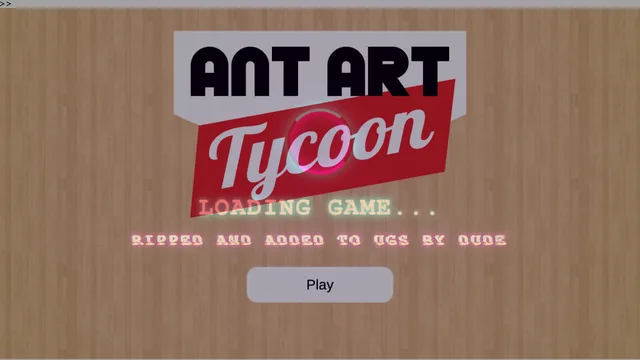 >>
ANT ART
Tycoon
LOADING GAME...
RIPPED AND ADDED TO UGS BY DUDE
Play